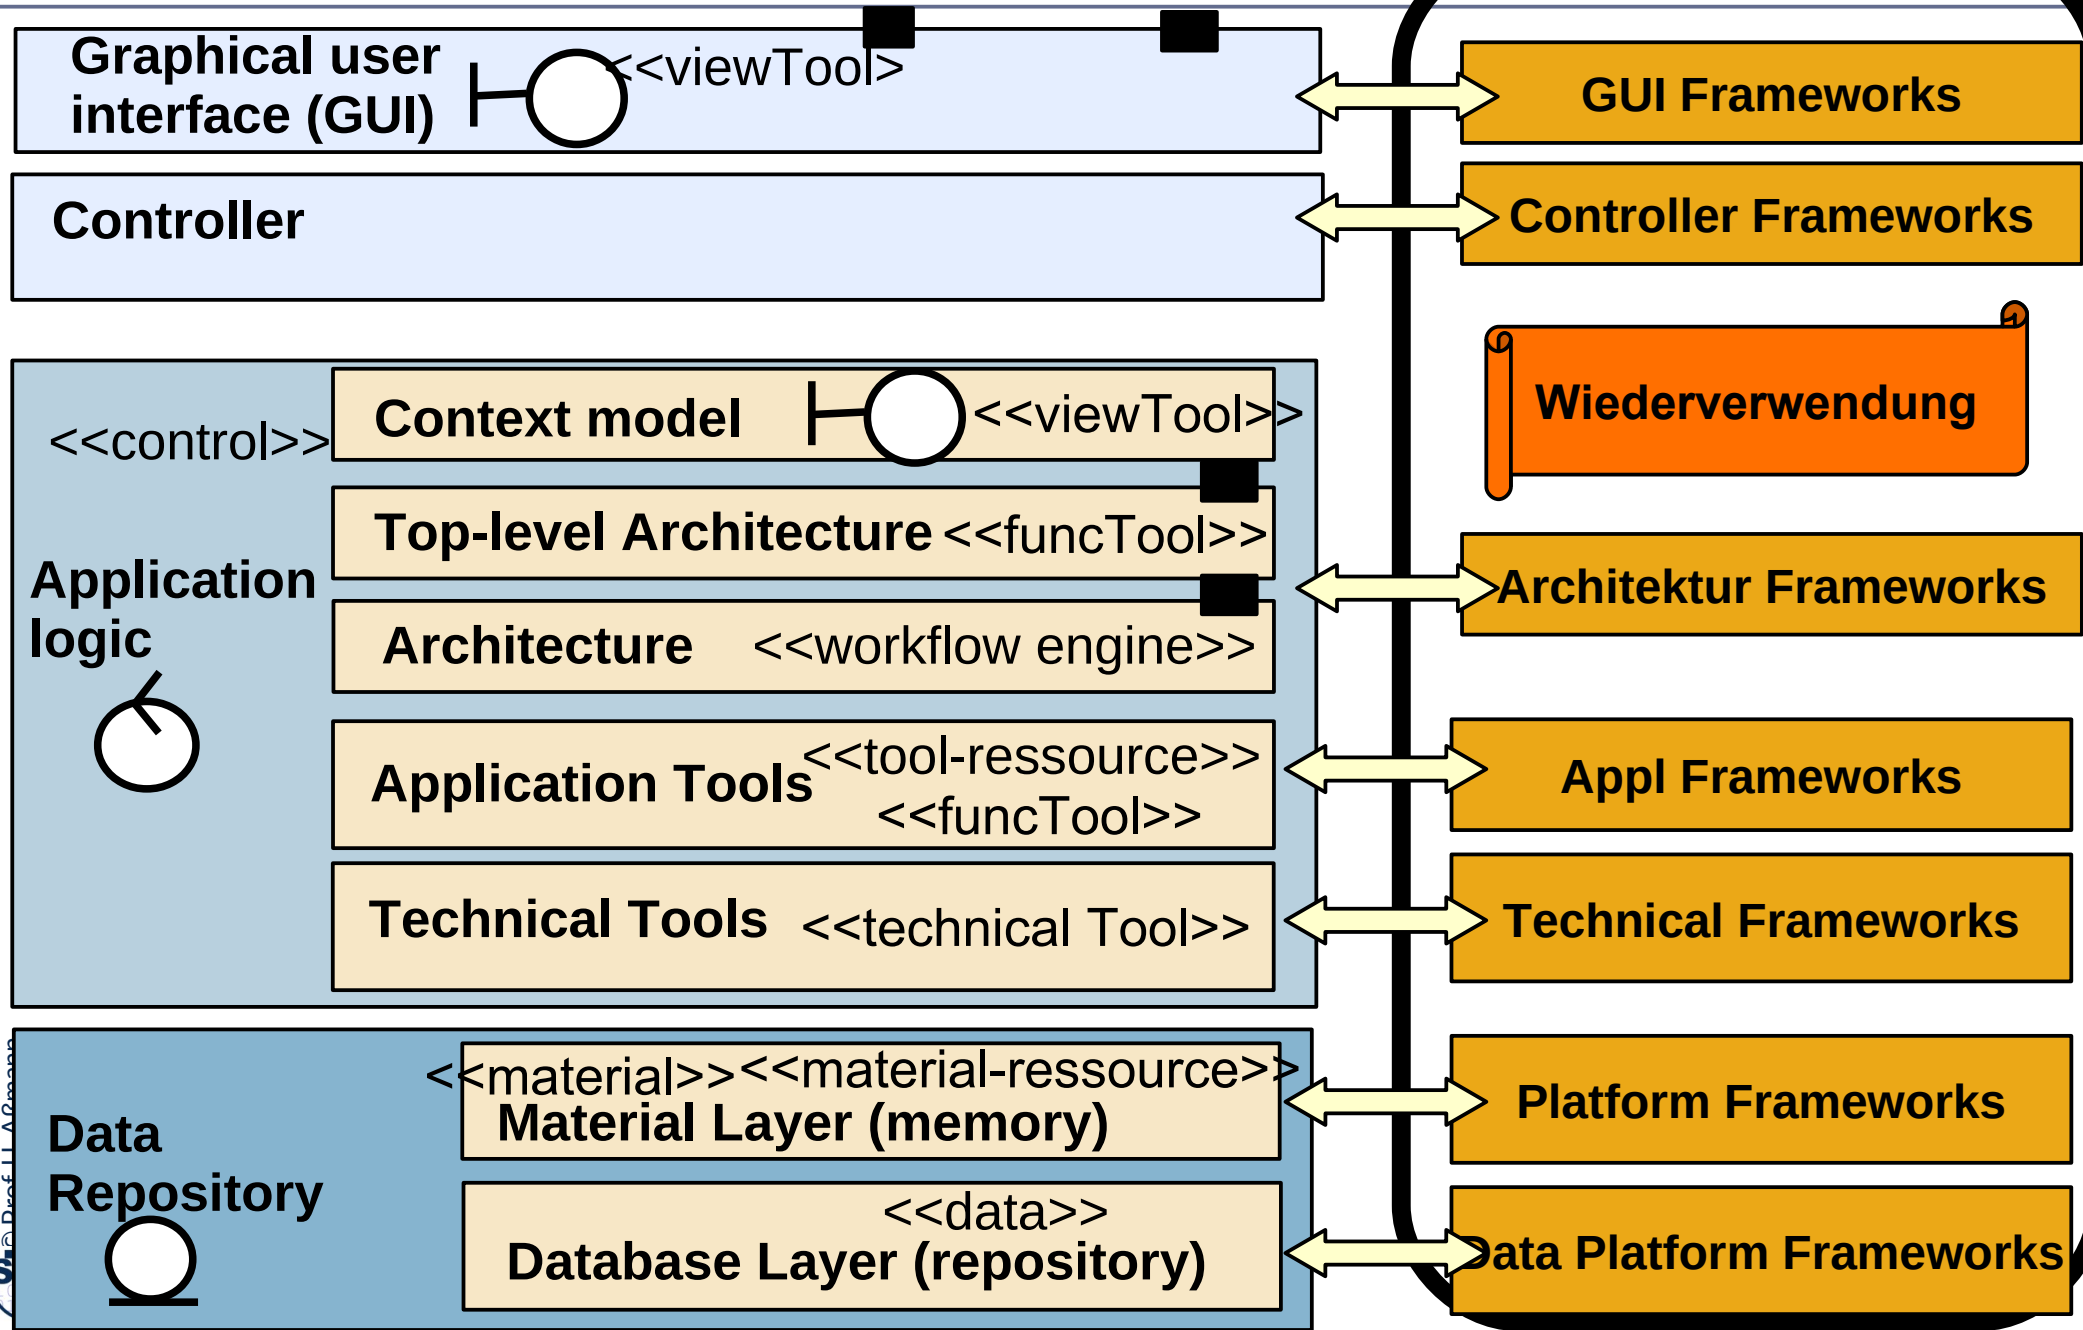 Graphical user
interface (GUI)
<<viewTool>
GUI Frameworks
Controller
Controller Frameworks
Wiederverwendung
<<control>>
Context model
<<viewTool>>
Top-level Architecture <<funcTool>>
Architektur Frameworks
Application
logic
Architecture <<workflow engine>>
Application Tools
<<tool-ressource>>
<<funcTool>>
Appl Frameworks
Technical Tools <<technical Tool>>
Technical Frameworks
Data
Repository
<<material>> <<material-ressource>>
Material Layer (memory)
Platform Frameworks
<<data>>
Database Layer (repository)
Data Platform Frameworks